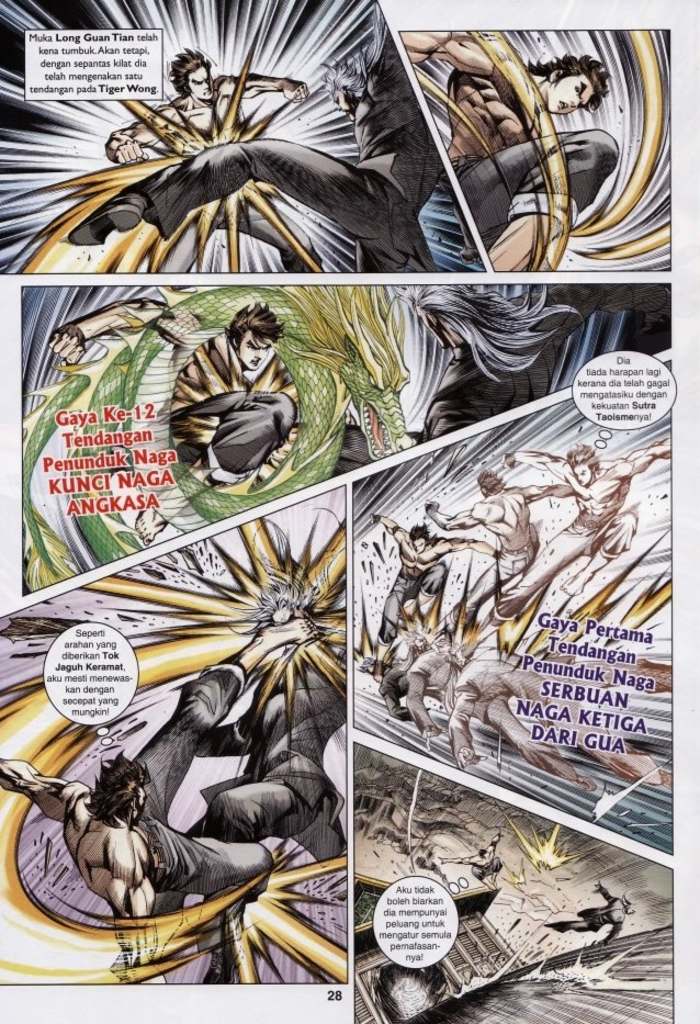 Muka Long Guan Tian telah
kena tumbuk. Akan tetapi,
dengan sepantas kilat dia
telah mengenakan satu
tendangan pada Tiger Wong.
Gaya Ke-12
Tendangan
Penunduk Naga
KUNCI NAGA
ANGKASA
Dia
tiada harapan lagi
kerana dia telah gagal
mengatasiku dengan
kekuatan Sutra
Taoismenya!
Gaya Pertama
Tendangan
Penunduk Naga
SERBUAN
NAGA KETIGA
DARI GUA
Seperti
arahan yang
diberikan Tok
Jaguh Keramat,
aku mesti menewas-
kan dengan
secepat yang
mungkin!
Aku tidak
boleh biarkan
dia mempunyai
peluang untuk
mengatur semula
pernafasan-
nya!
28